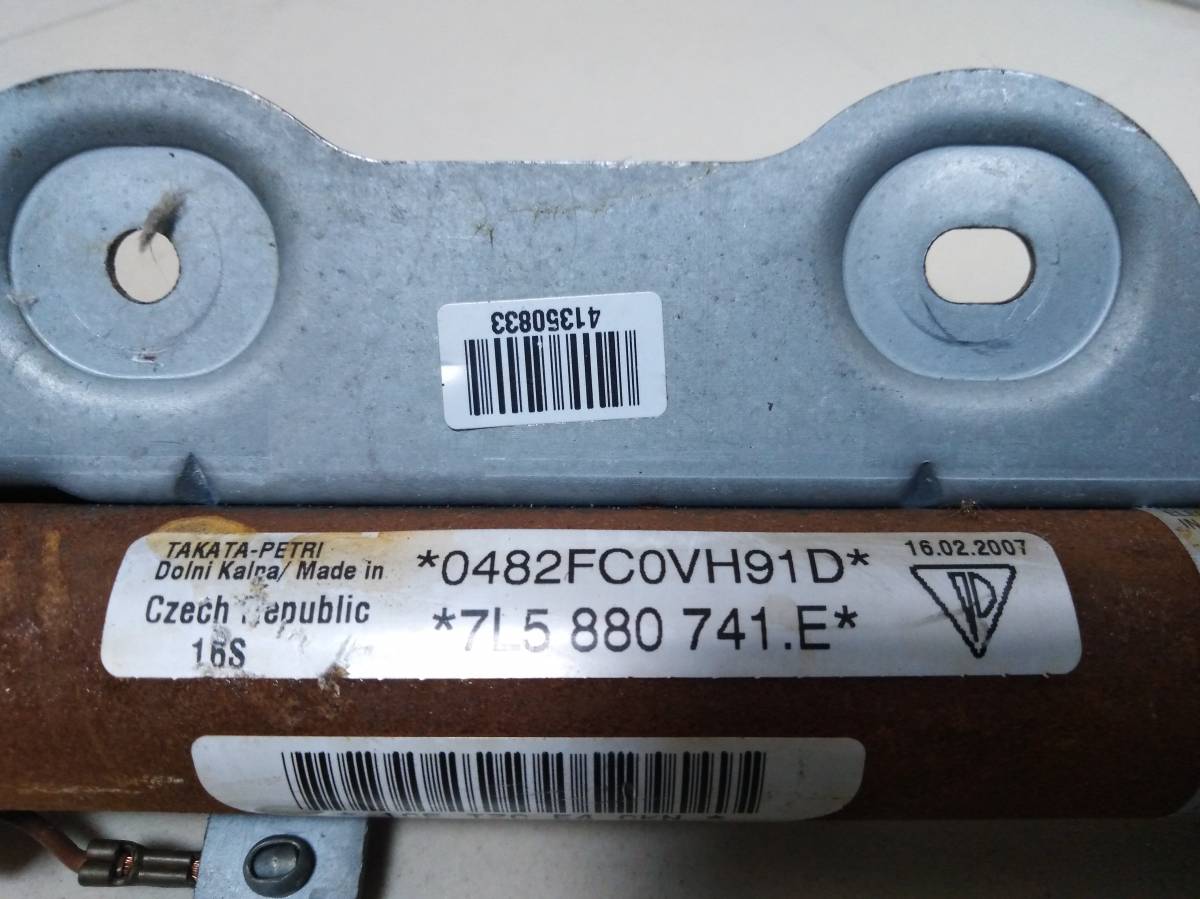 41350833
TAKATA-PETRI
Dolni Kalna/ Made in
Czech Republic
16S
*0482FC0VH91D*
*7L5 880 741.E*
16.02.2007